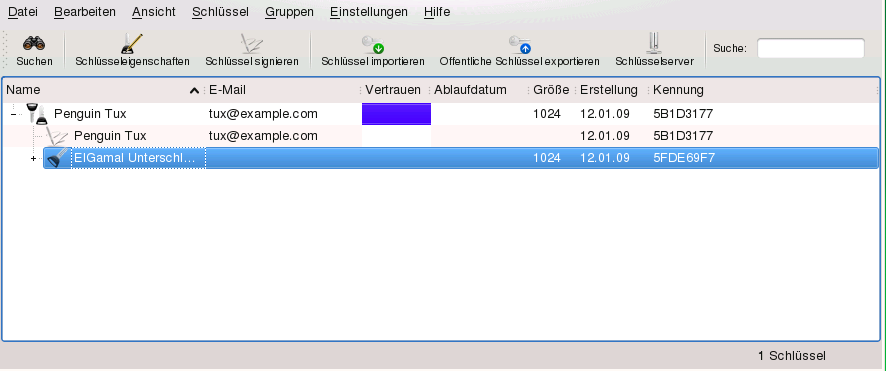 Datei Bearbeiten Ansicht Schlüssel Gruppen Einstellungen Hilfe
Suchen Schlüsseleigenschaften Schlüssel signieren Schlüssel importieren Öffentliche Schlüssel exportieren Schlüsselserver Suche:
Name E-Mail Vertrauen Ablaufdatum Größe Erstellung Kennung
Penguin Tux tux@example.com 1024 12.01.09 5B1D3177
Penguin Tux tux@example.com 12.01.09 5B1D3177
ElGamal Unterschl... 1024 12.01.09 5FDE69F7
1 Schlüssel